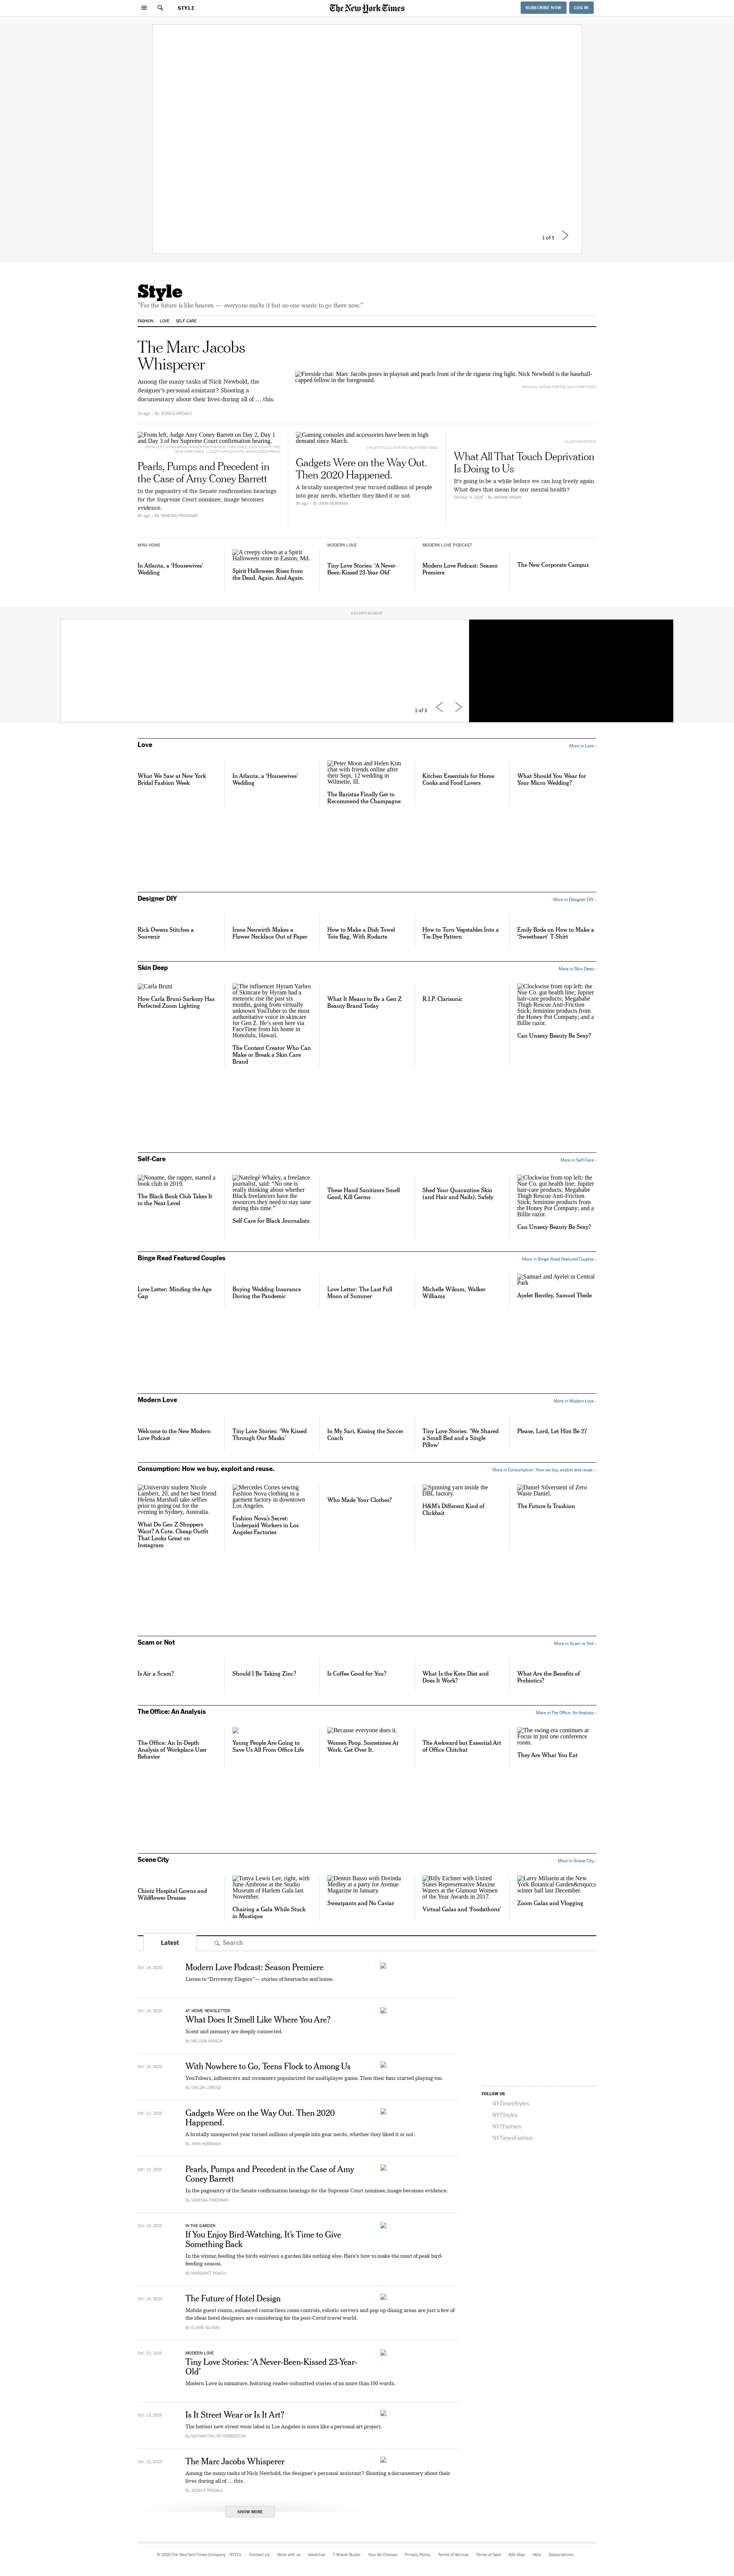 STYLE
The New York Times
SUBSCRIBE NOW
LOG IN
1 of 5
Style
"For the future is like heaven — everyone exalts it but no one wants to go there now."
FASHION
LOVE
SELF-CARE
The Marc Jacobs
Whisperer
Among the many tasks of Nick Newbold, the
designer's personal assistant? Shooting a
documentary about their lives during all of … this.
By JESSICA IREDALE
Fireside chat: Marc Jacobs poses in playsuit and pearls front of the de rigueur ring light. Nick Newbold is the baseball-
capped fellow in the foreground.
From left, Judge Amy Coney Barrett on Day 2, Day 1
and Day 3 of her Supreme Court confirmation hearing.
Pearls, Pumps and Precedent in
the Case of Amy Coney Barrett
In the pageantry of the Senate confirmation hearings
for the Supreme Court nominee, image becomes
evidence.
By VANESSA FRIEDMAN
Gaming consoles and accessories have been in high
demand since March.
VINCENT TULLO FOR THE NEW YORK TIMES
Gadgets Were on the Way Out.
Then 2020 Happened.
A brutally unexpected year turned millions of people
into gear nerds, whether they liked it or not.
By JOHN HERRMAN
What All That Touch Deprivation
Is Doing to Us
It's going to be a while before we can hug freely again.
What does that mean for our mental health?
October 6, 2020 - By MAHAM HASAN
MINI-VOWS
In Atlanta, a 'Housewives'
Wedding
A creepy clown at a Spirit
Halloween store in Easton, Md.
Spirit Halloween Rises from
the Dead. Again. And Again.
MODERN LOVE
Tiny Love Stories: 'A Never-
Been-Kissed 23-Year-Old'
MODERN LOVE PODCAST
Modern Love Podcast: Season
Premiere
The New Corporate Campus
ADVERTISEMENT
1 of 3
Love
More in Love ›
What We Saw at New York
Bridal Fashion Week
In Atlanta, a 'Housewives'
Wedding
Peter Moon and Helen Kim
chat with friends online after
their Sept. 12 wedding in
Wilmette, Ill.
The Baristas Finally Get to
Recommend the Champagne
Kitchen Essentials for Home
Cooks and Food Lovers
What Should You Wear for
Your Micro Wedding?
Designer DIY
More in Designer DIY ›
Rick Owens Stitches a
Souvenir
Irene Neuwirth Makes a
Flower Necklace Out of Paper
How to Make a Dish Towel
Tote Bag, With Rodarte
How to Turn Vegetables Into a
Tie-Dye Pattern
Emily Bode on How to Make a
'Sweetheart' T-Shirt
Skin Deep
More in Skin Deep ›
Carla Bruni
How Carla Bruni-Sarkozy Has
Perfected Zoom Lighting
The influencer Hyram Yarbro
of Skincare by Hyram had a
meteoric rise the past six
months, going from virtually
unknown YouTuber to the most
authoritative voice in skincare
for Gen Z. He's seen here via
FaceTime from his home in
Honolulu, Hawaii.
The Content Creator Who Can
Make or Break a Skin Care
Brand
What It Means to Be a Gen Z
Beauty Brand Today
R.I.P. Clarisonic
Clockwise from top left: the
Nue Co. gut health line; Jupiter
hair-care products; Megababe
Thigh Rescue Anti-Friction
Stick; feminine products from
the Honey Pot Company; and a
Billie razor.
Can Unsexy Beauty Be Sexy?
Self-Care
More in Self-Care ›
Noname, the rapper, started a
book club in 2019.
The Black Book Club Takes It
to the Next Level
Natelegé Whaley, a freelance
journalist, said: "No one is
really thinking about whether
Black freelancers have the
resources they need to stay sane
during this time."
Self-Care for Black Journalists
These Hand Sanitizers Smell
Good, Kill Germs
Shed Your Quarantine Skin
(and Hair and Nails), Safely
Clockwise from top left: the
Nue Co. gut health line; Jupiter
hair-care products; Megababe
Thigh Rescue Anti-Friction
Stick; feminine products from
the Honey Pot Company; and a
Billie razor.
Can Unsexy Beauty Be Sexy?
Binge Read Featured Couples
More in Binge Read Featured Couples ›
Love Letter: Minding the Age
Gap
Buying Wedding Insurance
During the Pandemic
Love Letter: The Last Full
Moon of Summer
Michelle Wikum, Walker
Williams
Samuel and Ayelet in Central
Park
Ayelet Bentley, Samuel Theile
Modern Love
More in Modern Love ›
Welcome to the New Modern
Love Podcast
Tiny Love Stories: 'We Kissed
Through Our Masks'
In My Sari, Kissing the Soccer
Coach
Tiny Love Stories: 'We Shared
a Small Bed and a Single
Pillow'
Please, Lord, Let Him Be 27
Consumption: How we buy, exploit and reuse.
More in Consumption: How we buy, exploit and reuse. ›
University student Nicole
Lambert, 20, and her best friend
Helena Marshall take selfies
prior to going out for the
evening in Sydney, Australia.
What Do Gen Z Shoppers
Want? A Cute, Cheap Outfit
That Looks Great on
Instagram
Mercedes Cortes sewing
Fashion Nova clothing in a
garment factory in downtown
Los Angeles.
Fashion Nova's Secret:
Underpaid Workers in Los
Angeles Factories
Who Made Your Clothes?
Spinning yarn inside the
DBL factory.
H&M's Different Kind of
Clickbait
Daniel Silverstein of Zero
Waste Daniel.
The Future Is Trashion
Scam or Not
More in Scam or Not ›
Is Air a Scam?
Should I Be Taking Zinc?
Is Coffee Good for You?
What Is the Keto Diet and
Does It Work?
What Are the Benefits of
Probiotics?
The Office: An Analysis
More in The Office: An Analysis ›
The Office: An In-Depth
Analysis of Workplace User
Behavior
Young People Are Going to
Save Us All From Office Life
Because everyone does it.
Women Poop. Sometimes At
Work. Get Over It.
The Awkward but Essential Art
of Office Chitchat
The swing era continues at
Focus in just one conference
room.
They Are What You Eat
Scene City
More in Scene City ›
Chintz Hospital Gowns and
Wildflower Dresses
Tonya Lewis Lee, right, with
June Ambrose at the Studio
Museum of Harlem Gala last
November.
Chairing a Gala While Stuck
in Mustique
Dennis Basso with Dorinda
Medley at a party for Avenue
Magazine in January.
Sweatpants and No Caviar
Billy Eichner with United
States Representative Maxine
Waters at the Glamour Women
of the Year Awards in 2017.
Virtual Galas and 'Foodathons'
Larry Milstein at the New
York Botanical Garden&rsquo;s
winter ball last December.
Zoom Galas and Vlogging
Latest
Search
Oct. 14, 2020
Modern Love Podcast: Season Premiere
Listen to "Driveway Elegies" — stories of heartache and home.
AT HOME NEWSLETTER
What Does It Smell Like Where You Are?
Scent and memory are deeply connected.
By MELISSA KIRSCH
With Nowhere to Go, Teens Flock to Among Us
YouTubers, influencers and streamers popularized the multiplayer game. Then their fans started playing too.
By TAYLOR LORENZ
Oct. 14, 2020
Gadgets Were on the Way Out. Then 2020
Happened.
A brutally unexpected year turned millions of people into gear nerds, whether they liked it or not.
By JOHN HERRMAN
Oct. 14, 2020
Pearls, Pumps and Precedent in the Case of Amy
Coney Barrett
In the pageantry of the Senate confirmation hearings for the Supreme Court nominee, image becomes evidence.
By VANESSA FRIEDMAN
Oct. 14, 2020
IN THE GARDEN
If You Enjoy Bird-Watching, It's Time to Give
Something Back
In the winter, feeding the birds enlivens a garden like nothing else. Here's how to make the most of peak bird-
feeding season.
By MARGARET ROACH
Oct. 13, 2020
The Future of Hotel Design
Mobile guest rooms, enhanced contactless room controls, robotic servers and pop-up dining areas are just a few of
the ideas hotel designers are considering for the post-Covid travel world.
By ELAINE GLUSAC
Oct. 13, 2020
MODERN LOVE
Tiny Love Stories: 'A Never-Been-Kissed 23-Year-
Old'
Modern Love in miniature, featuring reader-submitted stories of no more than 100 words.
Oct. 13, 2020
Is It Street Wear or Is It Art?
The hottest new street wear label in Los Angeles is more like a personal art project.
By NATHAN TAYLOR PEMBERTON
Oct. 13, 2020
The Marc Jacobs Whisperer
Among the many tasks of Nick Newbold, the designer's personal assistant? Shooting a documentary about their
lives during all of … this.
By JESSICA IREDALE
SHOW MORE
FOLLOW US
NYTimesStyles
NYTStyles
NYTFashion
NYTimesFashion
© 2020 The New York Times Company
NYTCo
Contact Us
Work with us
Advertise
T Brand Studio
Your Ad Choices
Privacy Policy
Terms of Service
Terms of Sale
Site Map
Help
Subscriptions